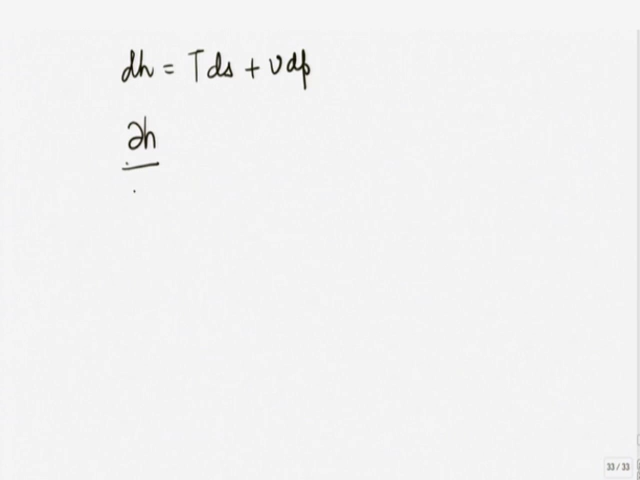 dh = Tds + vdp
∂h
33 / 33